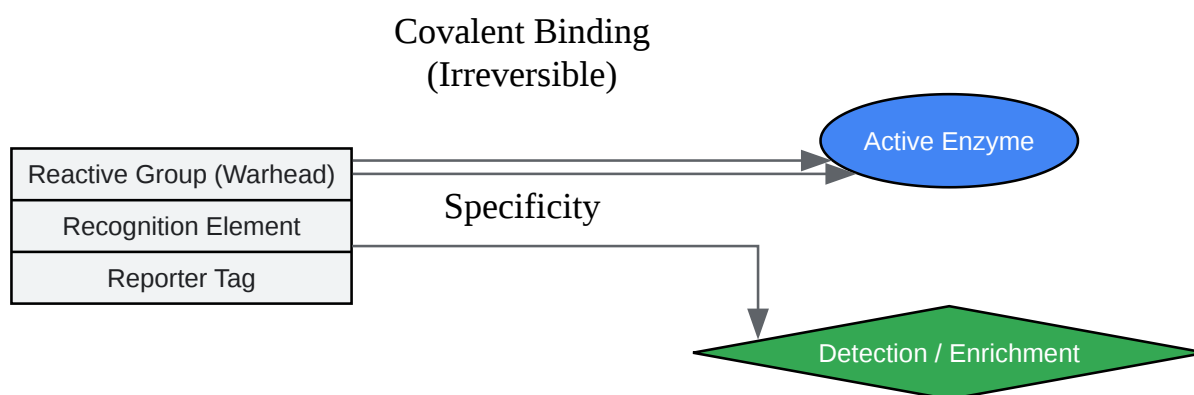 Covalent Binding
(Irreversible)
Active Enzyme
Reactive Group (Warhead)
Specificity
Recognition Element
Reporter Tag
Detection / Enrichment